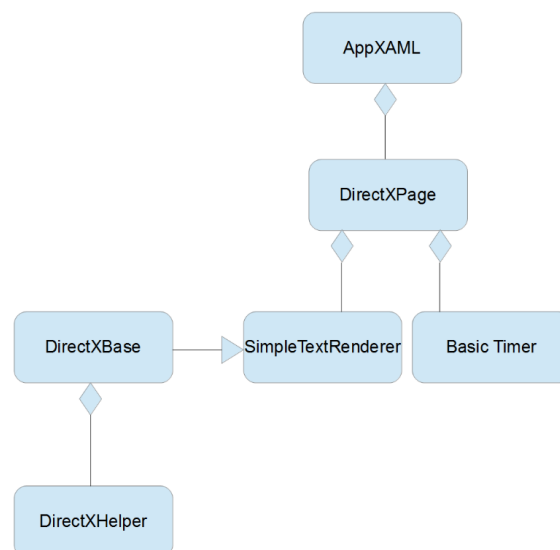 AppXAML
DirectXPage
DirectXBase
SimpleTextRenderer
Basic Timer
DirectXHelper